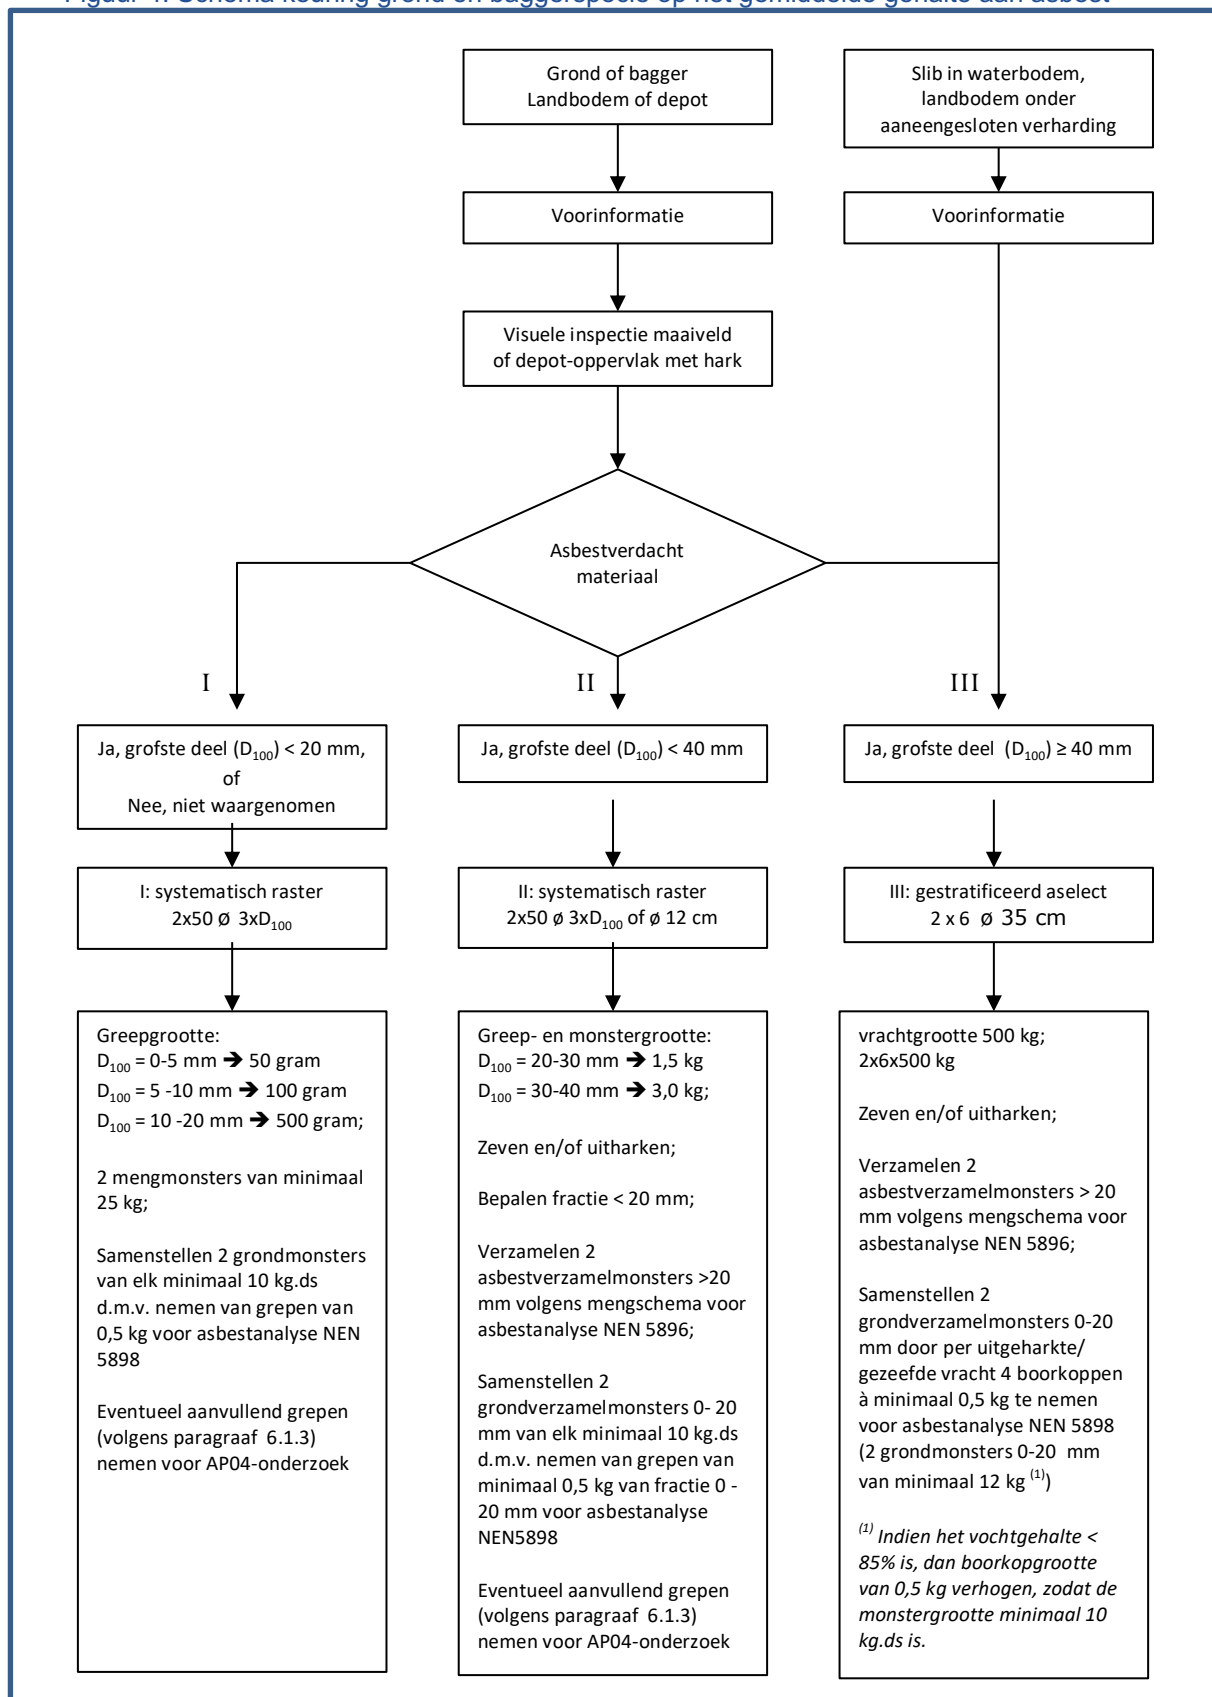 Figuur 1. Schema keuring grond en baggerspecie op het gemiddelde gehalte aan asbest
Grond of bagger
Landbodem of depot
Slib in waterbodem,
landbodem onder
aaneengesloten verharding
Voorinformatie
Voorinformatie
Visuele inspectie maaiveld
of depot-oppervlak met hark
Asbestverdacht
materiaal
I
II
III
Ja, grofste deel (D100) < 20 mm,
of
Nee, niet waargenomen
Ja, grofste deel (D100) < 40 mm
Ja, grofste deel (D100) ≥ 40 mm
I: systematisch raster
2x50 ø 3xD100
II: systematisch raster
2x50 ø 3xD100 of ø 12 cm
III: gestratificeerd aselect
2 x 6 ø 35 cm
Greepgrootte:
D100 = 0-5 mm ➔ 50 gram
D100 = 5 -10 mm ➔ 100 gram
D100 = 10 -20 mm ➔ 500 gram;
2 mengmonsters van minimaal
25 kg;
Samenstellen 2 grondmonsters
van elk minimaal 10 kg.ds
d.m.v. nemen van grepen van
0,5 kg voor asbestanalyse NEN
5898
Eventueel aanvullend grepen
(volgens paragraaf 6.1.3)
nemen voor AP04-onderzoek
Greep- en monstergrootte:
D100 = 20-30 mm ➔ 1,5 kg
D100 = 30-40 mm ➔ 3,0 kg;
Zeven en/of uitharken;
Bepalen fractie < 20 mm;
Verzamelen 2
asbestverzamelmonsters >20
mm volgens mengschema voor
asbestanalyse NEN 5896;
Samenstellen 2
grondverzamelmonsters 0- 20
mm van elk minimaal 10 kg.ds
d.m.v. nemen van grepen van
minimaal 0,5 kg van fractie 0 -
20 mm voor asbestanalyse
NEN5898
Eventueel aanvullend grepen
(volgens paragraaf 6.1.3)
nemen voor AP04-onderzoek
vrachtgrootte 500 kg;
2x6x500 kg
Zeven en/of uitharken;
Verzamelen 2
asbestverzamelmonsters > 20
mm volgens mengschema voor
asbestanalyse NEN 5896;
Samenstellen 2
grondverzamelmonsters 0-20
mm door per uitgeharkte/
gezeefde vracht 4 boorkoppen
à minimaal 0,5 kg te nemen
voor asbestanalyse NEN 5898
(2 grondmonsters 0-20 mm
van minimaal 12 kg (1))
(1) Indien het vochtgehalte <
85% is, dan boorkopgrootte
van 0,5 kg verhogen, zodat de
monstergrootte minimaal 10
kg.ds is.